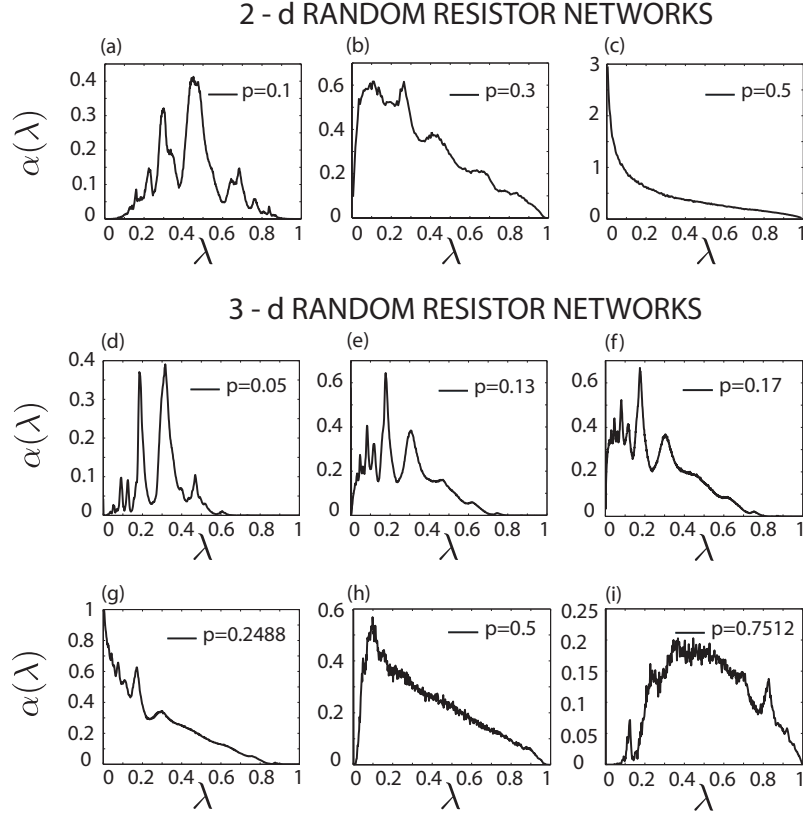 2 - d RANDOM RESISTOR NETWORKS
(a) (b) (c)
0.4 0.6 3
p=0.1 p=0.3 p=0.5
0.3 0.4 2
0.2 0.2 1
0.1
0 0 0
α(λ)
0 0.2 0.4 0.6 0.8 1 0 0.2 0.4 0.6 0.8 1 0 0.2 0.4 0.6 0.8 1
λ λ λ
3 - d RANDOM RESISTOR NETWORKS
(d) (e) (f)
0.4 0.6 0.6
p=0.05 p=0.13 p=0.17
0.3 0.4 0.4
0.2 0.2 0.2
0.1
0 0 0
α(λ)
0 0.2 0.4 0.6 0.8 1 0 0.2 0.4 0.6 0.8 1 0 0.2 0.4 0.6 0.8 1
λ λ λ
(g) (h) (i)
1 0.6 0.25
p=0.2488 p=0.5 p=0.7512
0.8 0.4 0.2
0.6 0.2 0.15
0.4 0.1
0.2 0.05
0 0 0
α(λ)
0 0.2 0.4 0.6 0.8 1 0 0.2 0.4 0.6 0.8 1 0 0.2 0.4 0.6 0.8 1
λ λ λ